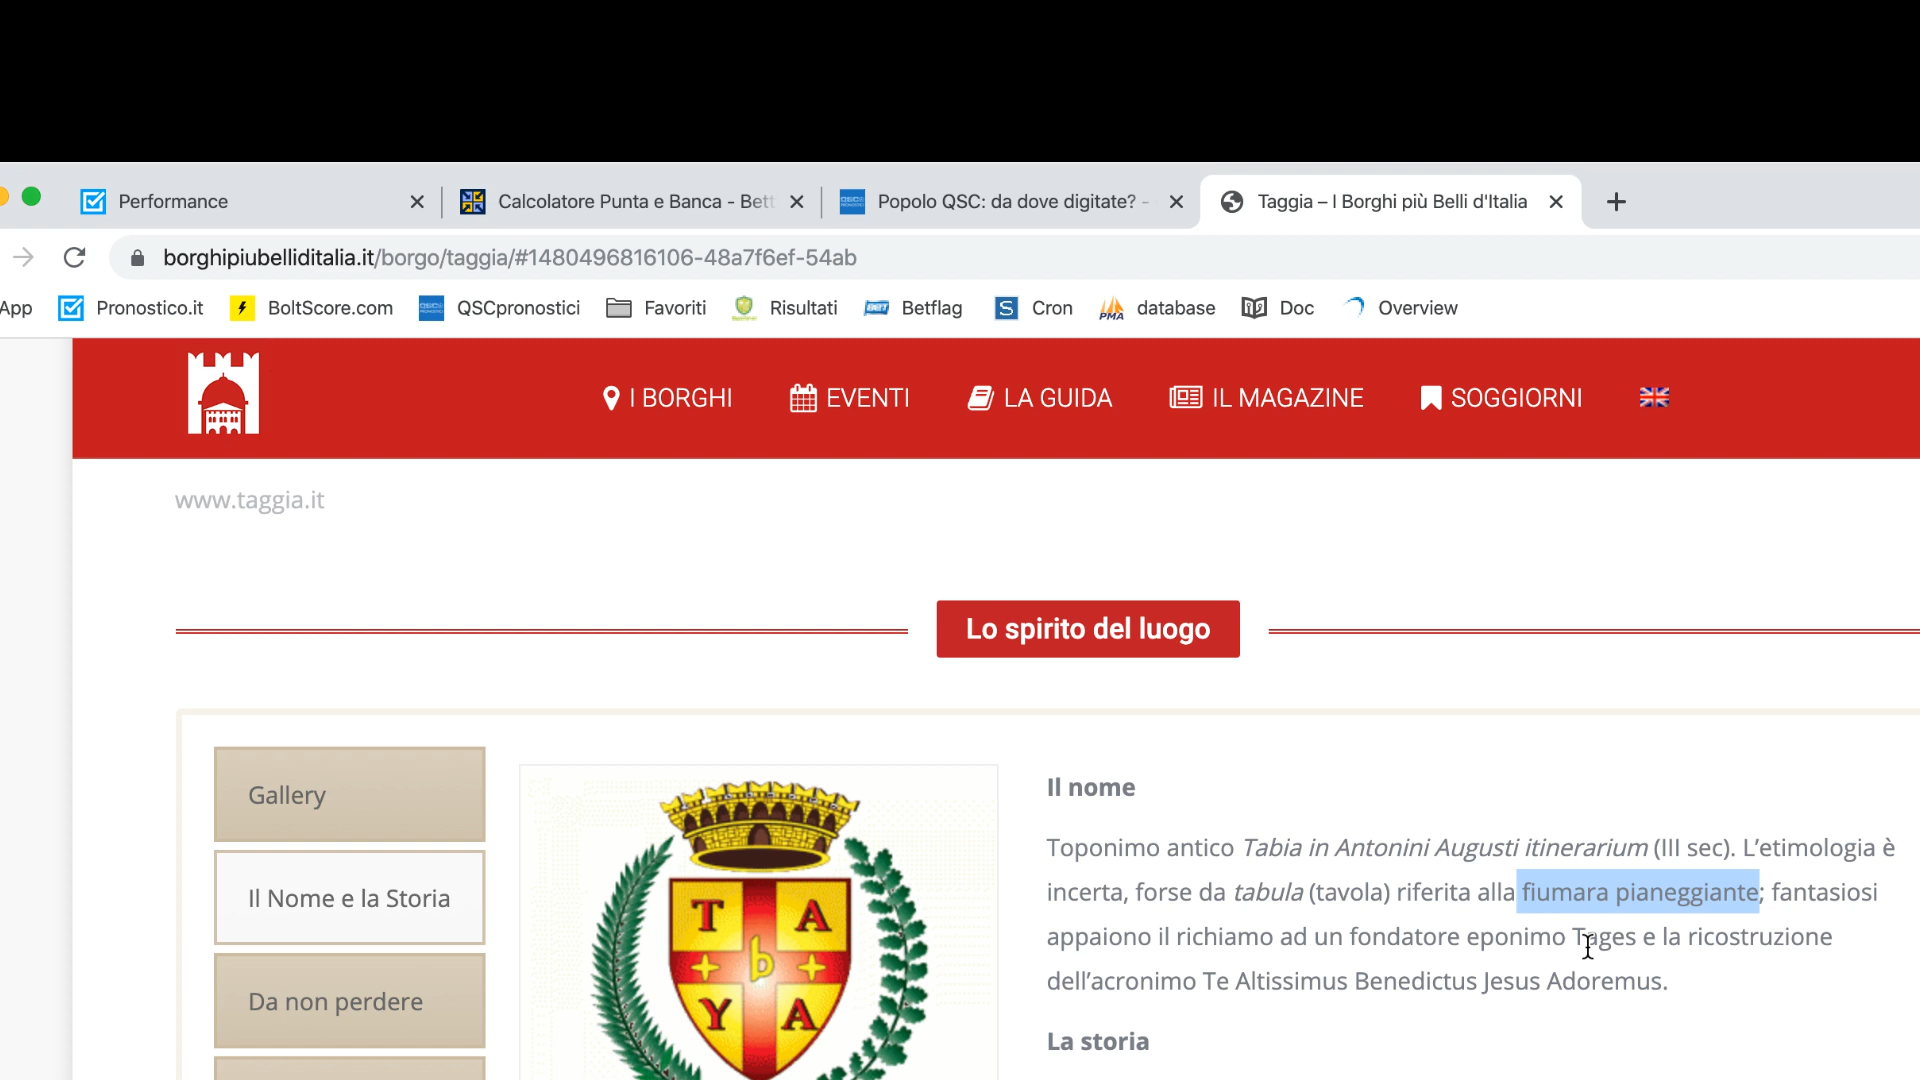 Performance
Calcolatore Punta e Banca - Bett
Popolo QSC: da dove digitate? -
Taggia – I Borghi più Belli d'Italia
borghipiubelliditalia.it/borgo/taggia/#1480496816106-48a7f6ef-54ab
App
Pronostico.it
BoltScore.com
QSCpronostici
Favoriti
Risultati
Betflag
S Cron
PMA database
Doc
Overview
I BORGHI
EVENTI
LA GUIDA
IL MAGAZINE
SOGGIORNI
www.taggia.it
Lo spirito del luogo
Gallery
Il Nome e la Storia
Da non perdere
T A
b
Y A
Il nome
Toponimo antico Tabia in Antonini Augusti itinerarium (III sec). L’etimologia è
incerta, forse da tabula (tavola) riferita alla fiumara pianeggiante; fantasiosi
appaiono il richiamo ad un fondatore eponimo Tages e la ricostruzione
dell’acronimo Te Altissimus Benedictus Jesus Adoremus.
La storia